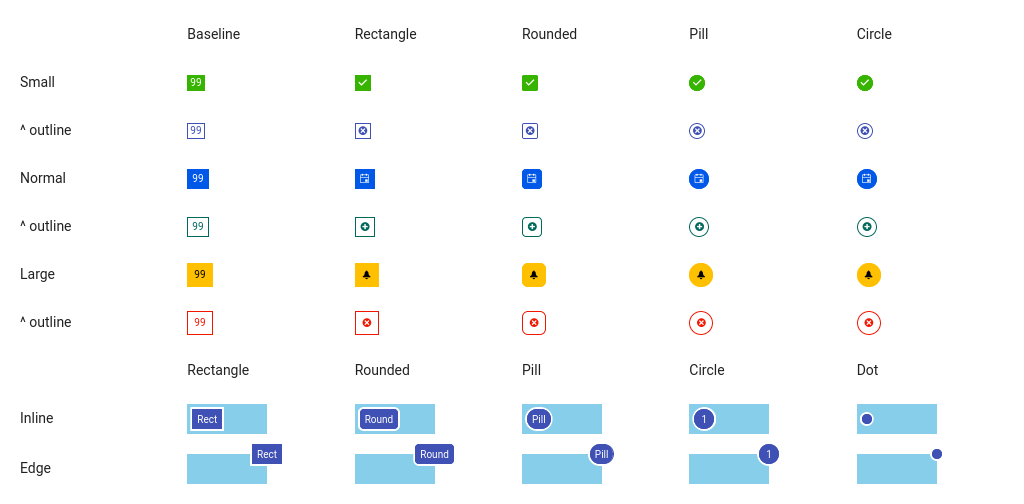 Baseline Rectangle Rounded Pill Circle
Small 99
^ outline 99
Normal 99
^ outline 99
Large 99
^ outline 99
Rectangle Rounded Pill Circle Dot
Inline Rect Round Pill 1
Edge Rect Round Pill 1